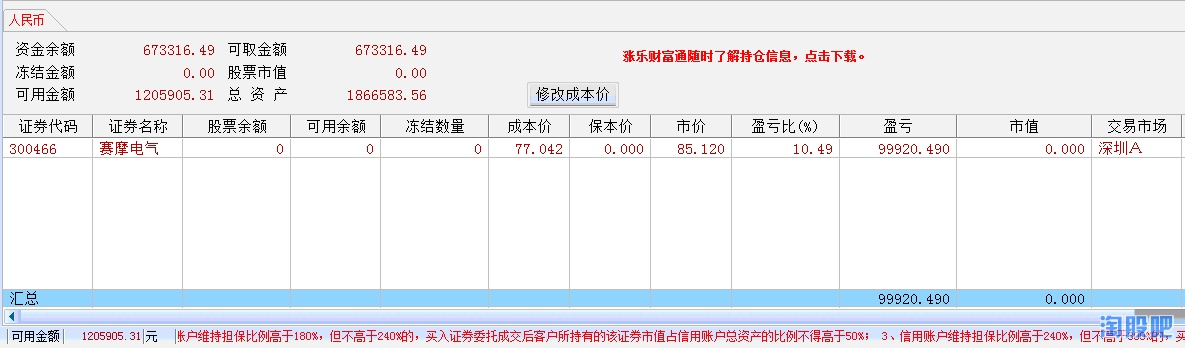 人民币
资金余额 673316.49 可取金额 673316.49
涨乐财富通随时了解持仓信息，点击下载。
冻结金额 0.00 股票市值 0.00
可用金额 1205905.31 总 资 产 1866583.56
修改成本价
证券代码 证券名称 股票余额 可用余额 冻结数量 成本价 保本价 市价 盈亏比(%) 盈亏 市值 交易市场
300466 赛摩电气 0 0 0 77.042 0.000 85.120 10.49 99920.490 0.000 深圳A
汇总 99920.490 0.000
可用金额 1205905.31 元 账户维持担保比例高于180%，但不高于240%的，买入证券委托成交后客户所持有的该证券市值占信用账户总资产的比例不得高于50%； 3、信用账户维持担保比例高于240%，但不高于300%的，买
淘股吧